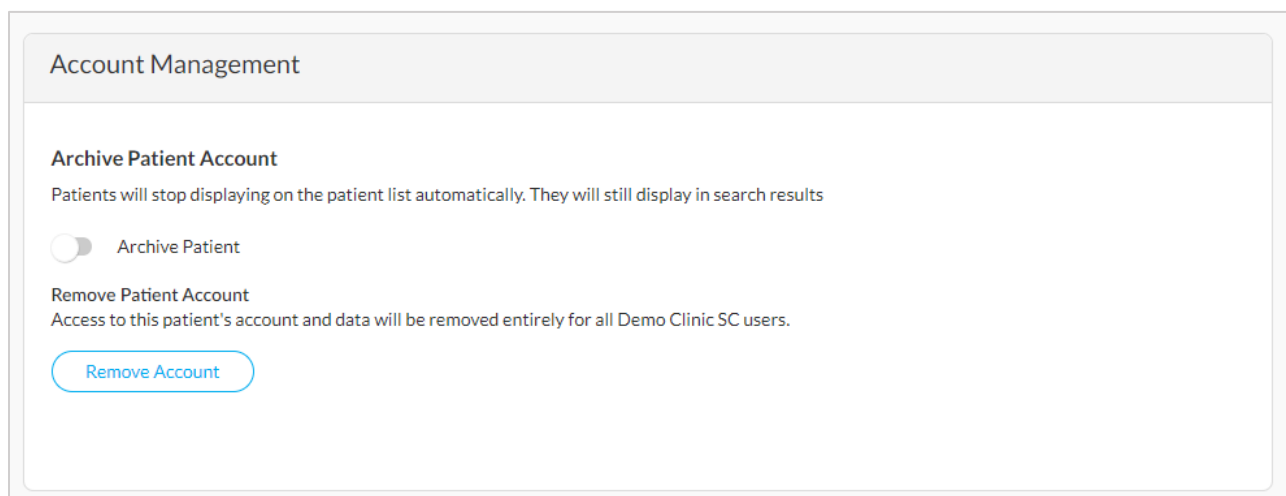 Account Management
Archive Patient Account
Patients will stop displaying on the patient list automatically. They will still display in search results
Archive Patient
Remove Patient Account
Access to this patient's account and data will be removed entirely for all Demo Clinic SC users.
Remove Account